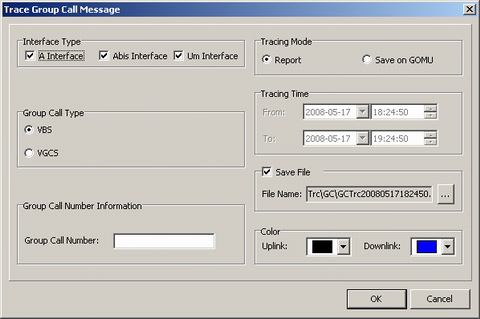 Trace Group Call Message
Interface Type
A Interface
Abis Interface
Um Interface
Tracing Mode
Report
Save on GOMU
Group Call Type
VBS
VGCS
Tracing Time
From: 2008-05-17 18:24:50
To: 2008-05-17 19:24:50
Save File
File Name: Trc\GC\GCTrc20080517182450. ...
Group Call Number Information
Group Call Number:
Color
Uplink: Downlink:
OK Cancel